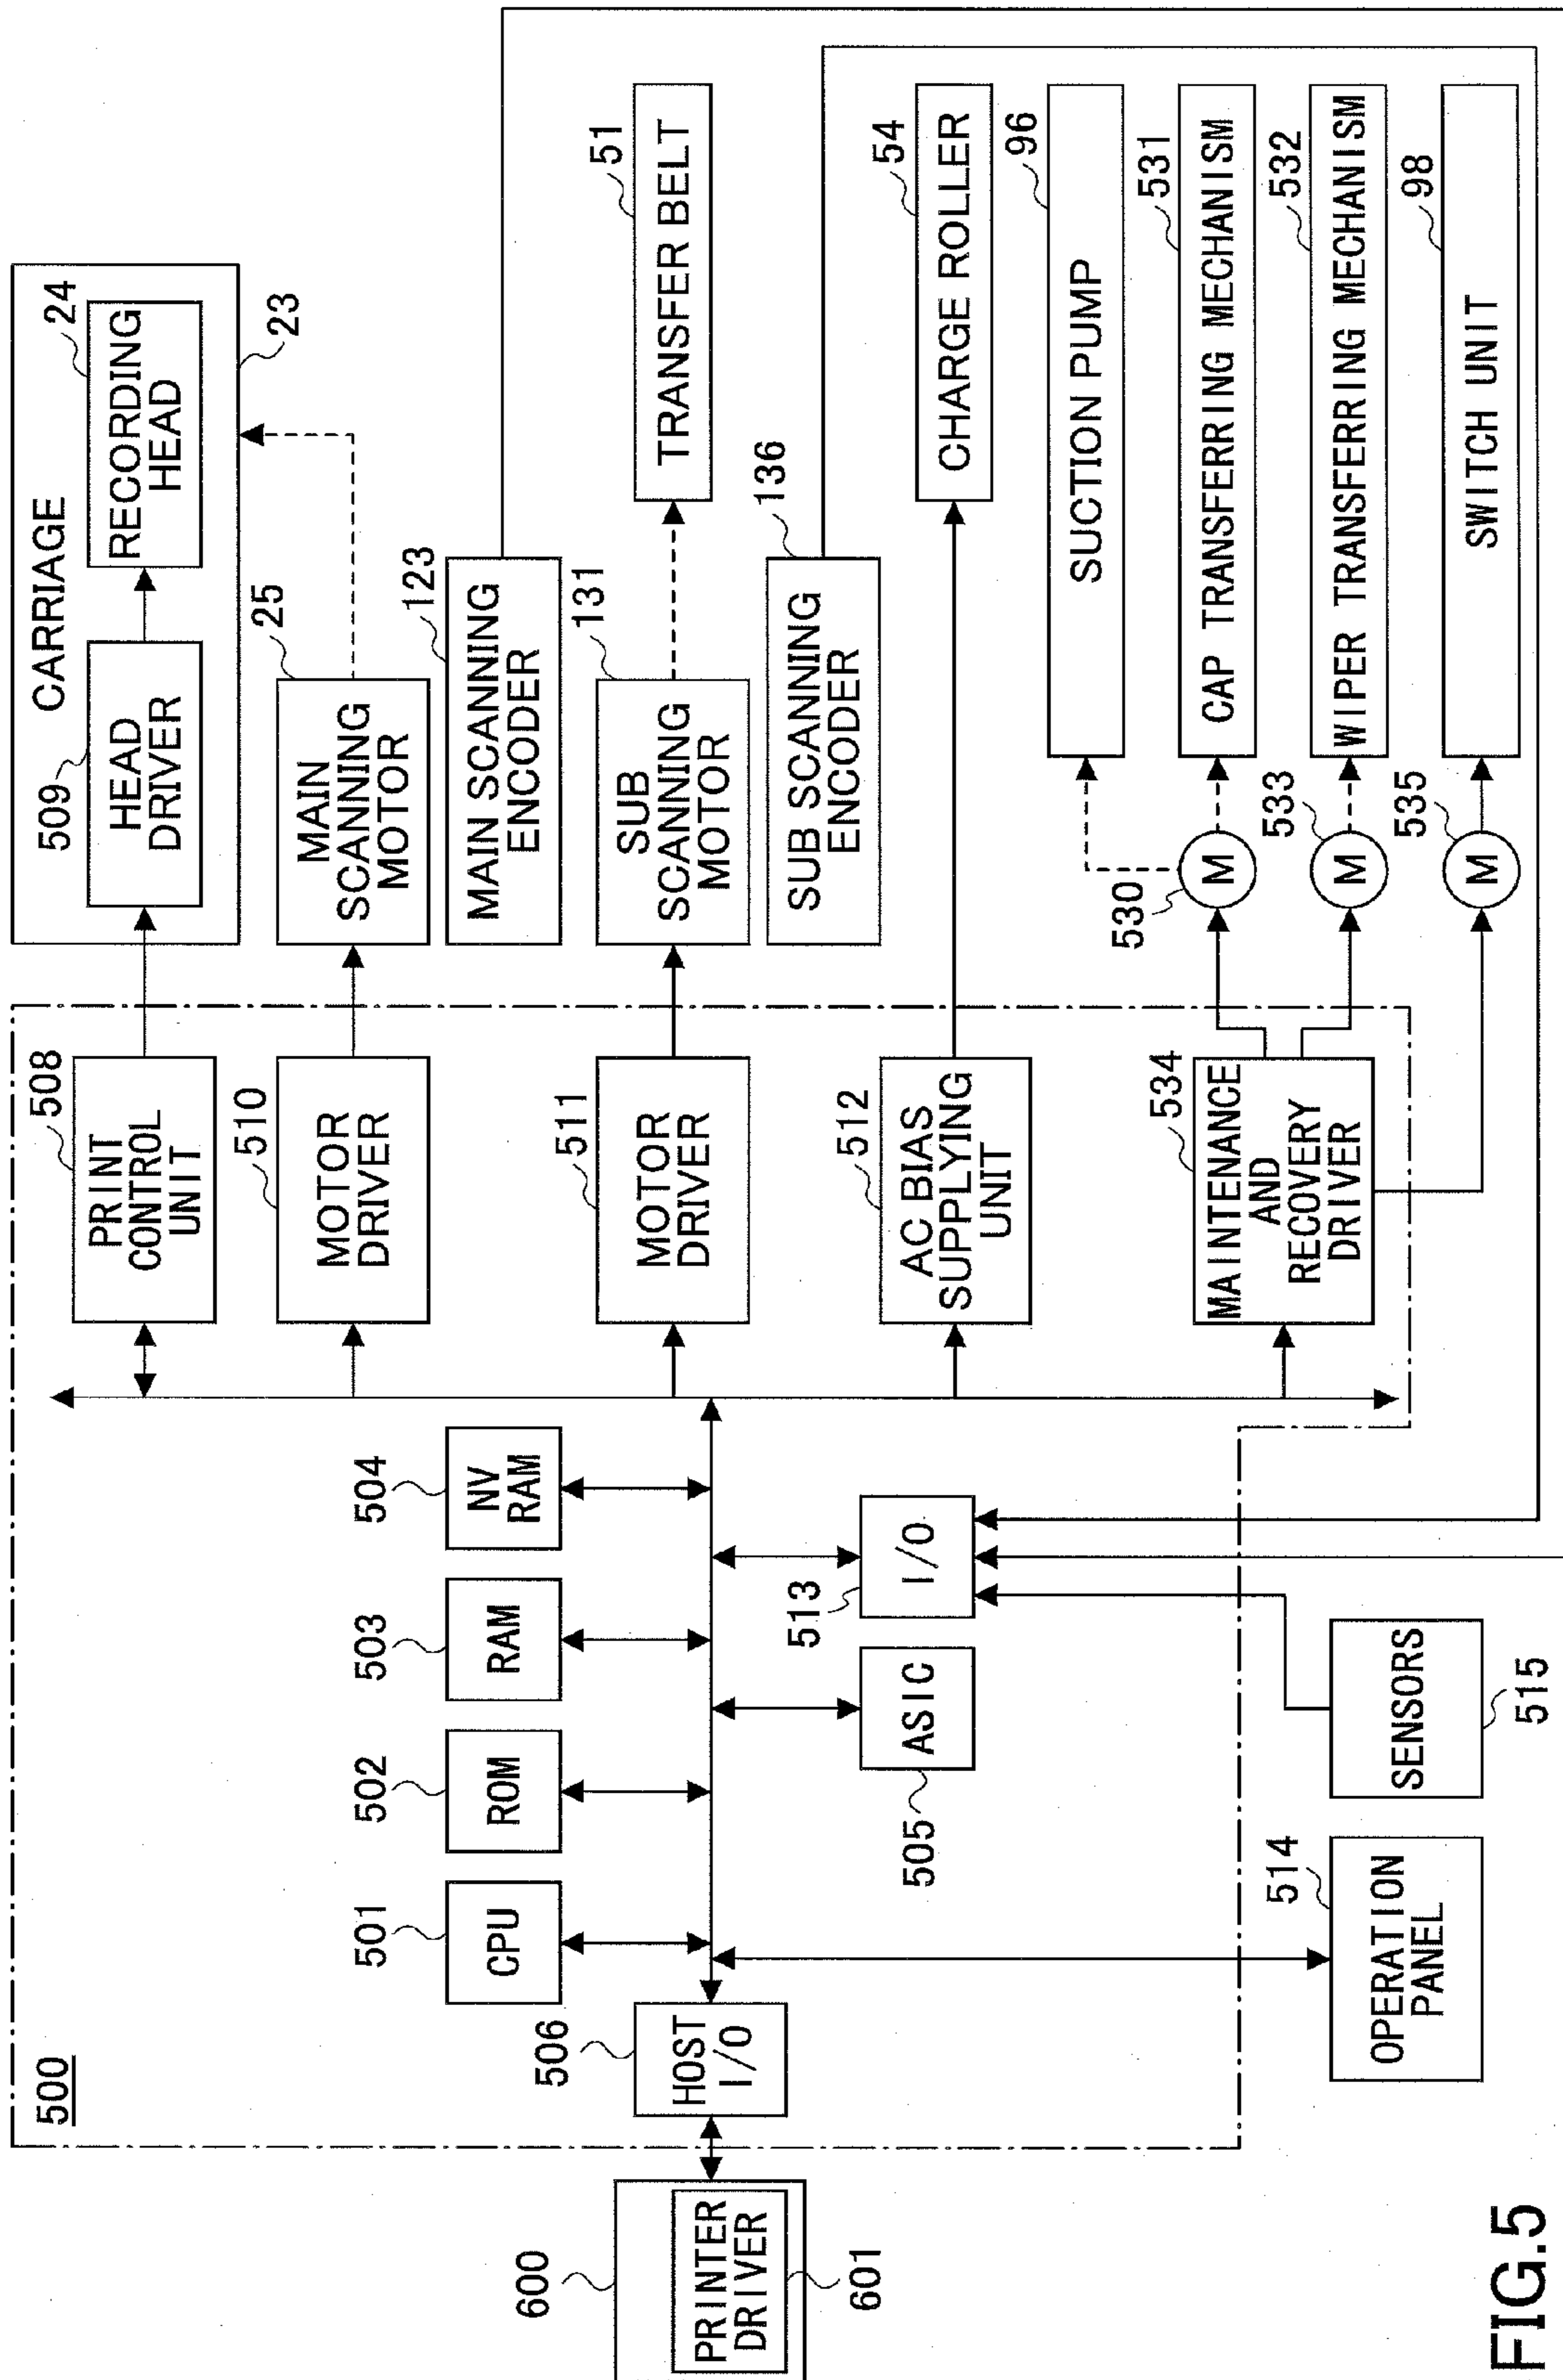 500
600
PRINTER
DRIVER
601
506
HOST
I/O
501
CPU
502
ROM
503
RAM
504
NV
RAM
505
ASIC
513
I/O
514
OPERATION
PANEL
SENSORS
515
508
PRINT
CONTROL
UNIT
510
MOTOR
DRIVER
511
MOTOR
DRIVER
512
AC BIAS
SUPPLYING
UNIT
534
MAINTENANCE
AND
RECOVERY
DRIVER
CARRIAGE
509
HEAD
DRIVER
24
RECORDING
HEAD
23
25
MAIN
SCANNING
MOTOR
123
MAIN SCANNING
ENCODER
131
SUB
SCANNING
MOTOR
51
TRANSFER BELT
136
SUB SCANNING
ENCODER
54
CHARGE ROLLER
96
SUCTION PUMP
530
M
531
CAP TRANSFERRING MECHANISM
533
M
532
WIPER TRANSFERRING MECHANISM
535
M
98
SWITCH UNIT
FIG.5